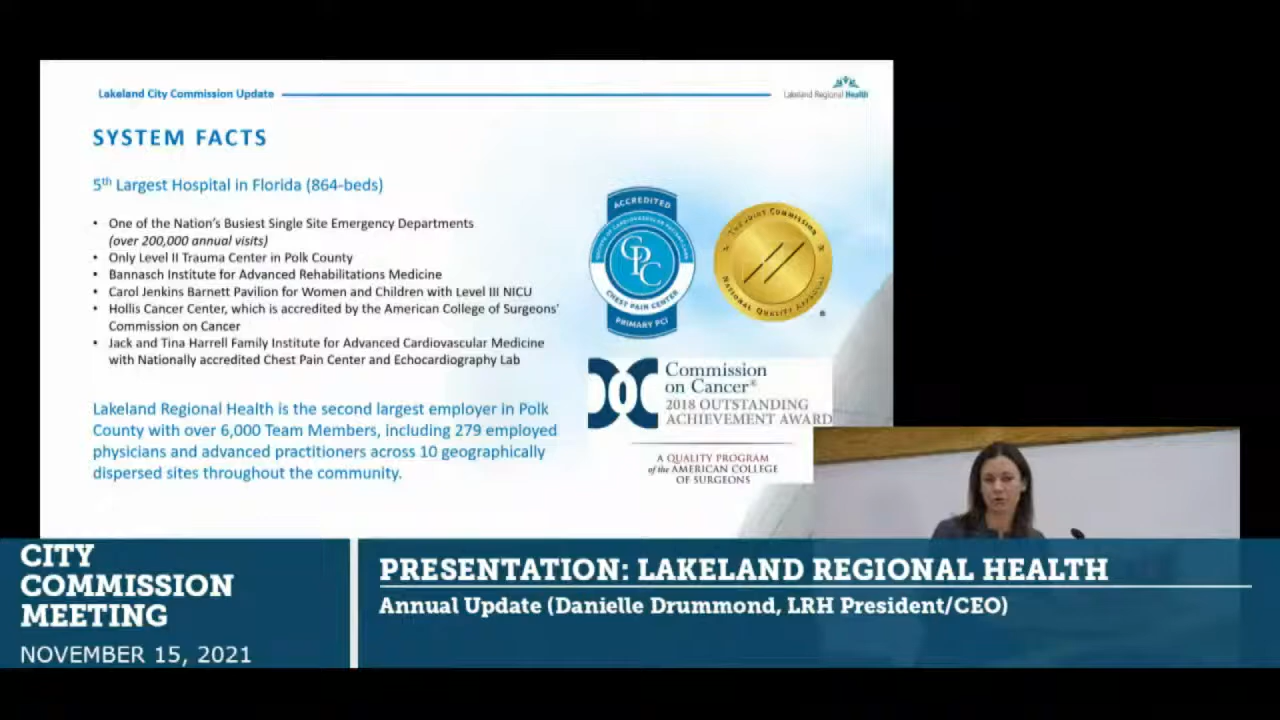 Lakeland City Commission Update
Lakeland Regional Health
SYSTEM FACTS
5th Largest Hospital in Florida (864-beds)
• One of the Nation's Busiest Single Site Emergency Departments
(over 200,000 annual visits)
• Only Level II Trauma Center in Polk County
• Bannasch Institute for Advanced Rehabilitations Medicine
• Carol Jenkins Barnett Pavilion for Women and Children with Level III NICU
• Hollis Cancer Center, which is accredited by the American College of Surgeons'
Commission on Cancer
• Jack and Tina Harrell Family Institute for Advanced Cardiovascular Medicine
with Nationally accredited Chest Pain Center and Echocardiography Lab
Lakeland Regional Health is the second largest employer in Polk
County with over 6,000 Team Members, including 279 employed
physicians and advanced practitioners across 10 geographically
dispersed sites throughout the community.
ACCREDITED
CPC
CHEST PAIN CENTER
PRIMARY PCI
The Joint Commission
National Quality Approval
®
Commission
on Cancer®
2018 OUTSTANDING
ACHIEVEMENT AWARD
A QUALITY PROGRAM
of the AMERICAN COLLEGE
OF SURGEONS
CITY
COMMISSION
MEETING
NOVEMBER 15, 2021
PRESENTATION: LAKELAND REGIONAL HEALTH
Annual Update (Danielle Drummond, LRH President/CEO)